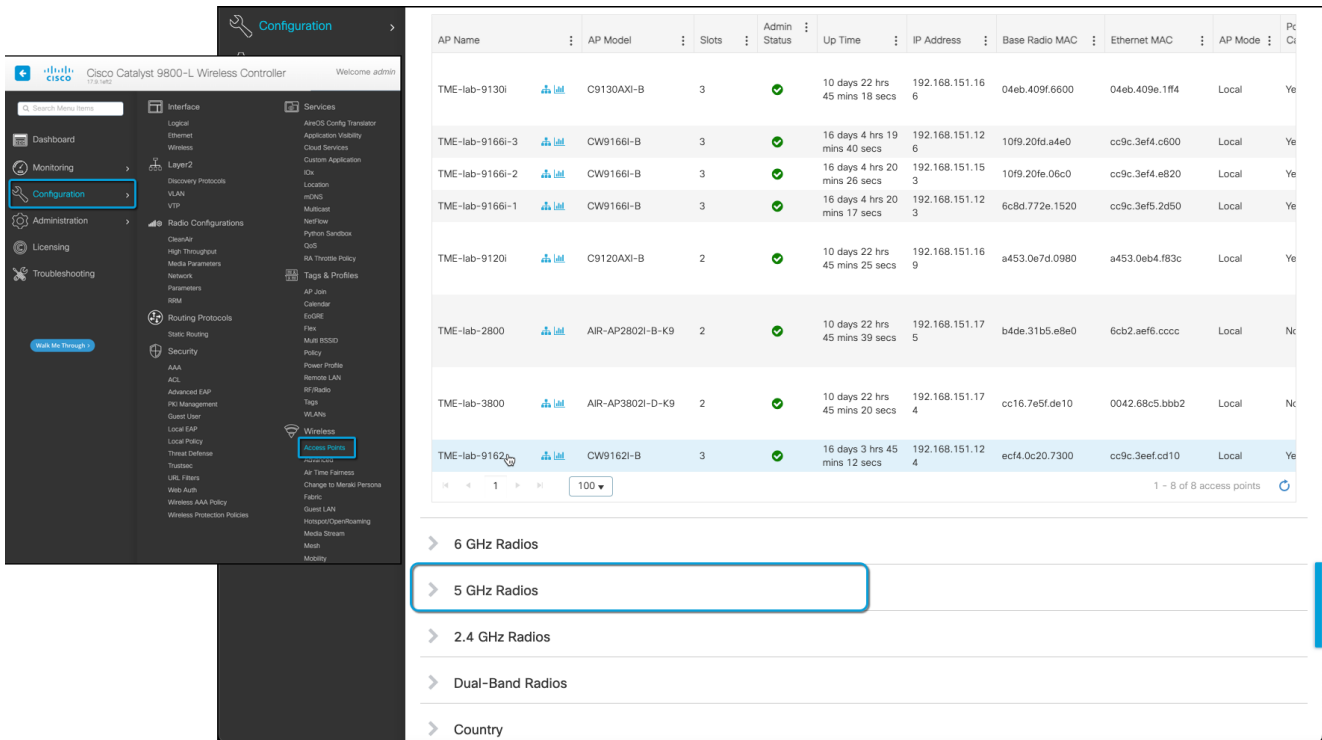 Configuration
CISCO
Cisco Catalyst 9800-L Wireless Controller
17.9.1eft2
Welcome admin
Search Menu Items
Dashboard
Monitoring
Configuration
Administration
Licensing
Troubleshooting
Walk Me Through >
Interface
Logical
Ethernet
Wireless
Layer2
Discovery Protocols
VLAN
VTP
Radio Configurations
CleanAir
High Throughput
Media Parameters
Network
Parameters
RRM
Routing Protocols
Static Routing
Security
AAA
ACL
Advanced EAP
PKI Management
Guest User
Local EAP
Local Policy
Threat Defense
Trustsec
URL Filters
Web Auth
Wireless AAA Policy
Wireless Protection Policies
Services
AireOS Config Translator
Application Visibility
Cloud Services
Custom Application
IOx
Location
mDNS
Multicast
NetFlow
Python Sandbox
QoS
RA Throttle Policy
Tags & Profiles
AP Join
Calendar
EoGRE
Flex
Multi BSSID
Policy
Power Profile
Remote LAN
RF/Radio
Tags
WLANs
Wireless
Access Points
Advanced
Air Time Fairness
Change to Meraki Persona
Fabric
Guest LAN
Hotspot/OpenRoaming
Media Stream
Mesh
Mobility
AP Name AP Model Slots Admin Status Up Time IP Address Base Radio MAC Ethernet MAC AP Mode
TME-lab-9130i C9130AXI-B 3 10 days 22 hrs 45 mins 18 secs 192.168.151.166 04eb.409f.6600 04eb.409e.1ff4 Local Ye
TME-lab-9166i-3 CW9166I-B 3 16 days 4 hrs 19 mins 40 secs 192.168.151.126 10f9.20fd.a4e0 cc9c.3ef4.c600 Local Ye
TME-lab-9166i-2 CW9166I-B 3 16 days 4 hrs 20 mins 26 secs 192.168.151.153 10f9.20fe.06c0 cc9c.3ef4.e820 Local Ye
TME-lab-9166i-1 CW9166I-B 3 16 days 4 hrs 20 mins 17 secs 192.168.151.123 6c8d.772e.1520 cc9c.3ef5.2d50 Local Ye
TME-lab-9120i C9120AXI-B 2 10 days 22 hrs 45 mins 25 secs 192.168.151.169 a453.0e7d.0980 a453.0eb4.f83c Local Ye
TME-lab-2800 AIR-AP2802I-B-K9 2 10 days 22 hrs 45 mins 39 secs 192.168.151.175 b4de.31b5.e8e0 6cb2.aef6.cccc Local No
TME-lab-3800 AIR-AP3802I-D-K9 2 10 days 22 hrs 45 mins 20 secs 192.168.151.174 cc16.7e5f.de10 0042.68c5.bbb2 Local No
TME-lab-9162 CW9162I-B 3 16 days 3 hrs 45 mins 12 secs 192.168.151.124 ecf4.0c20.7300 cc9c.3eef.cd10 Local Ye
1 100 1 - 8 of 8 access points
6 GHz Radios
5 GHz Radios
2.4 GHz Radios
Dual-Band Radios
Country